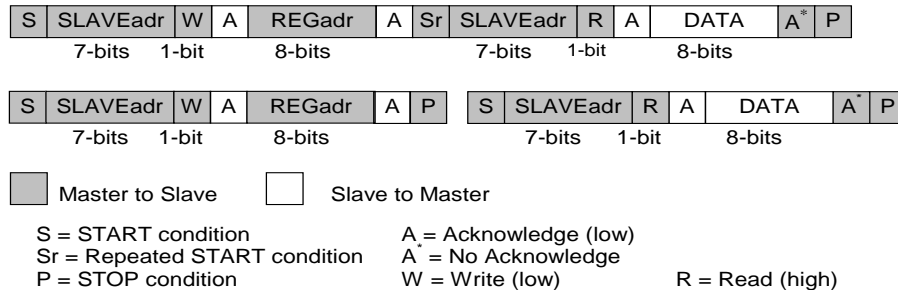 S SLAVEadr W A REGadr A Sr SLAVEadr R A DATA A* P
7-bits 1-bit 8-bits 7-bits 1-bit 8-bits
S SLAVEadr W A REGadr A P S SLAVEadr R A DATA A* P
7-bits 1-bit 8-bits 7-bits 1-bit 8-bits
Master to Slave Slave to Master
S = START condition A = Acknowledge (low)
Sr = Repeated START condition A* = No Acknowledge
P = STOP condition W = Write (low) R = Read (high)